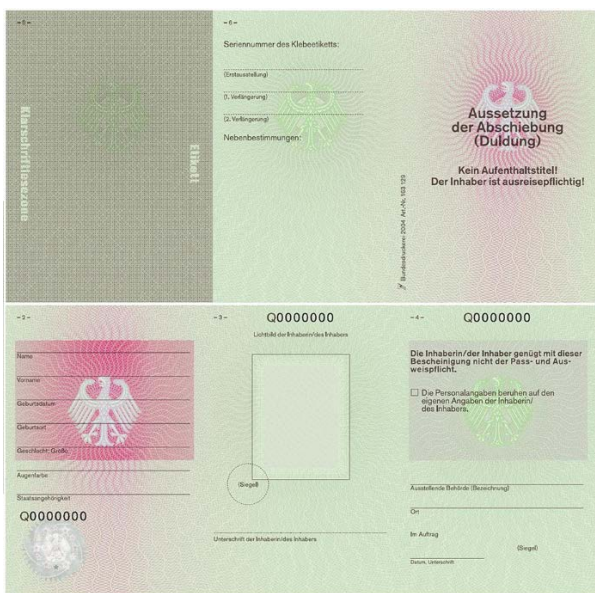 - 5 -
Klarschriftlesezone
Etikett
- 6 -
Seriennummer des Klebeetiketts:
(Erstausstellung)
(1. Verlängerung)
(2. Verlängerung)
Nebenbestimmungen:
Aussetzung
der Abschiebung
(Duldung)
Kein Aufenthaltstitel!
Der Inhaber ist ausreisepflichtig!
Bundesdruckerei 2004 Art.-Nr. 103 120
- 2 -
Name
Vorname
Geburtsdatum
Geburtsort
Geschlecht, Größe
Augenfarbe
Staatsangehörigkeit
Q0000000
- 3 -
Q0000000
Lichtbild der Inhaberin/des Inhabers
(Siegel)
Unterschrift der Inhaberin/des Inhabers
- 4 -
Q0000000
Die Inhaberin/der Inhaber genügt mit dieser
Bescheinigung nicht der Pass- und Aus-
weispflicht.
Die Personalangaben beruhen auf den
eigenen Angaben der Inhaberin/
des Inhabers.
Ausstellende Behörde (Bezeichnung)
Ort
Im Auftrag
(Siegel)
Datum, Unterschrift